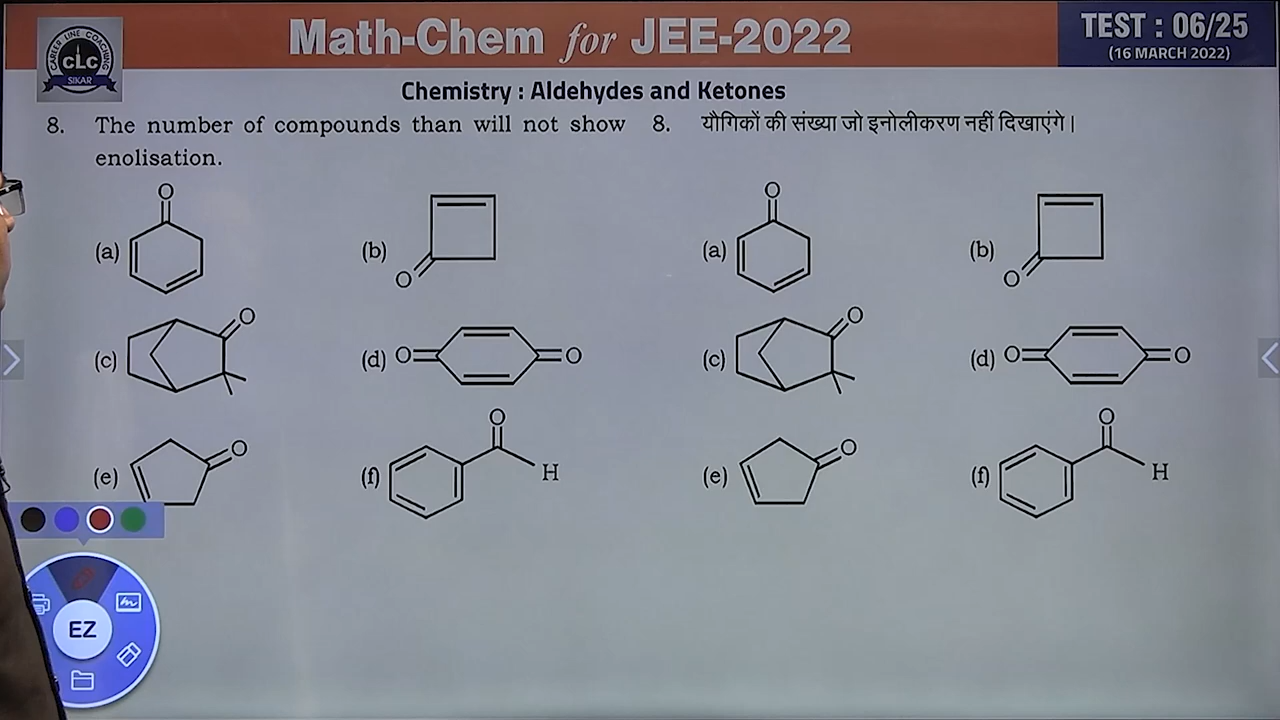 CAREER LINE COACHING
CLC
SIKAR
Math-Chem for JEE-2022
TEST : 06/25
(16 MARCH 2022)
Chemistry : Aldehydes and Ketones
8. The number of compounds than will not show
enolisation.
(a) O
(b) O
(c) O
(d) O O
(e) O
(f) O H
8. यौगिकों की संख्या जो इनोलीकरण नहीं दिखाएंगे।
(a) O
(b) O
(c) O
(d) O O
(e) O
(f) O H
EZ